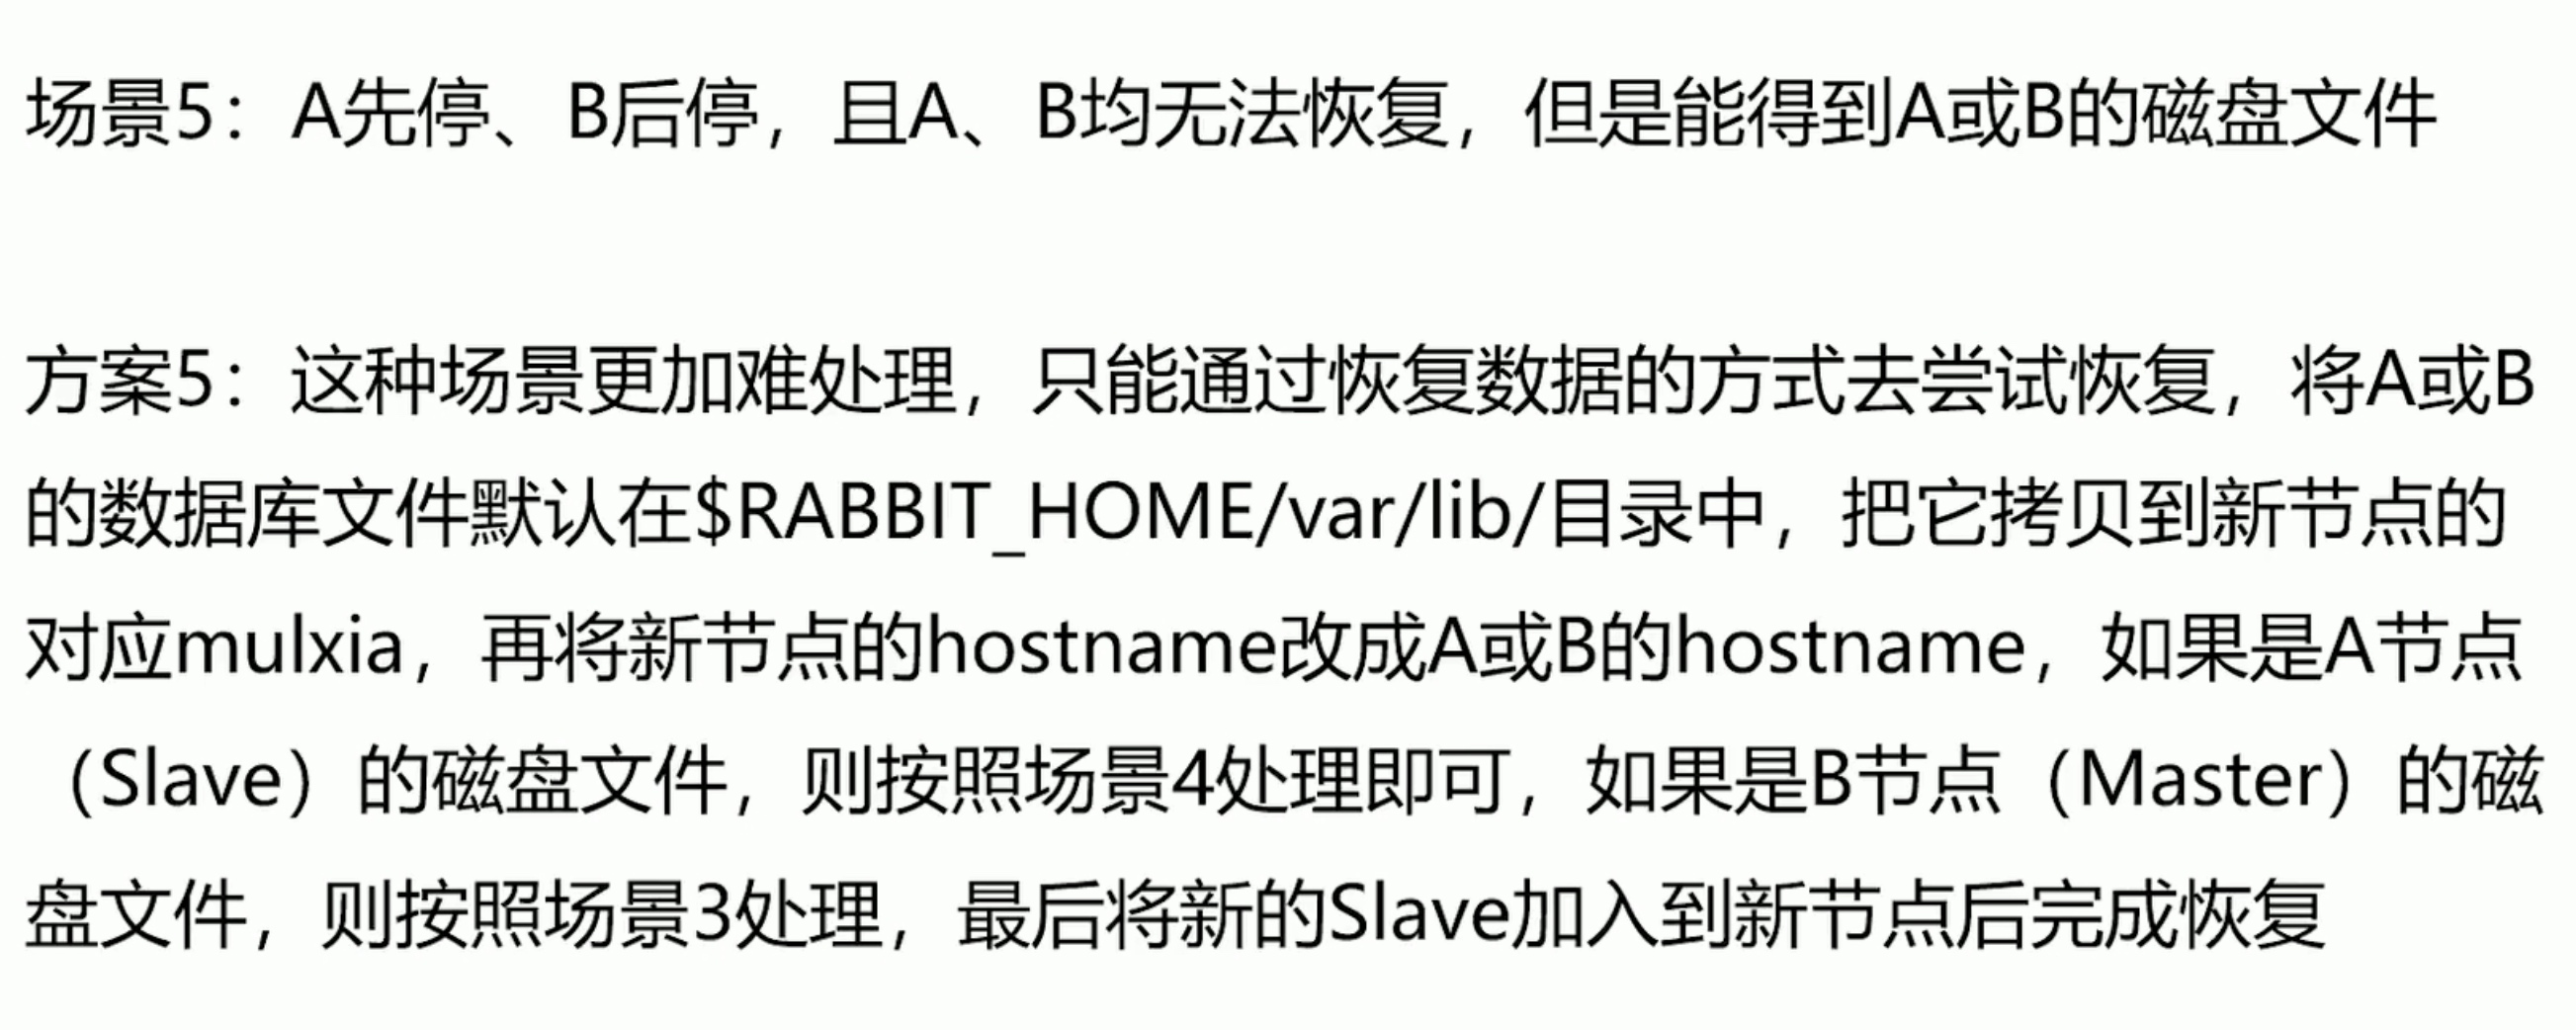 场景5：A先停、B后停，且A、B均无法恢复，但是能得到A或B的磁盘文件
方案5：这种场景更加难处理，只能通过恢复数据的方式去尝试恢复，将A或B
的数据库文件默认在$RABBIT_HOME/var/lib/目录中，把它拷贝到新节点的
对应mulxia，再将新节点的hostname改成A或B的hostname，如果是A节点
（Slave）的磁盘文件，则按照场景4处理即可，如果是B节点（Master）的磁
盘文件，则按照场景3处理，最后将新的Slave加入到新节点后完成恢复